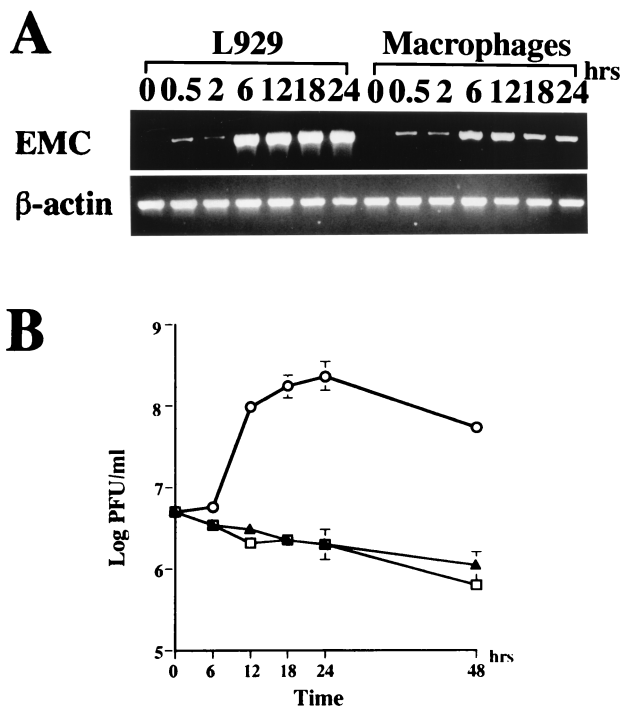 A
L929 Macrophages
0 0.5 2 6 12 18 24 0 0.5 2 6 12 18 24 hrs
EMC
β-actin
B
9
8
7
6
5
Log PFU/ml
0 6 12 18 24 48 hrs
Time